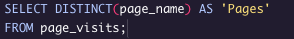 SELECT DISTINCT(page_name) AS 'Pages'
FROM page_visits;